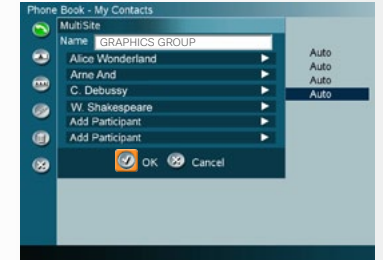 Phone Book - My Contacts
MultiSite
Name GRAPHICS GROUP
Alice Wonderland
Arne And
C. Debussy
W. Shakespeare
Add Participant
Add Participant
OK Cancel
Auto
Auto
Auto
Auto